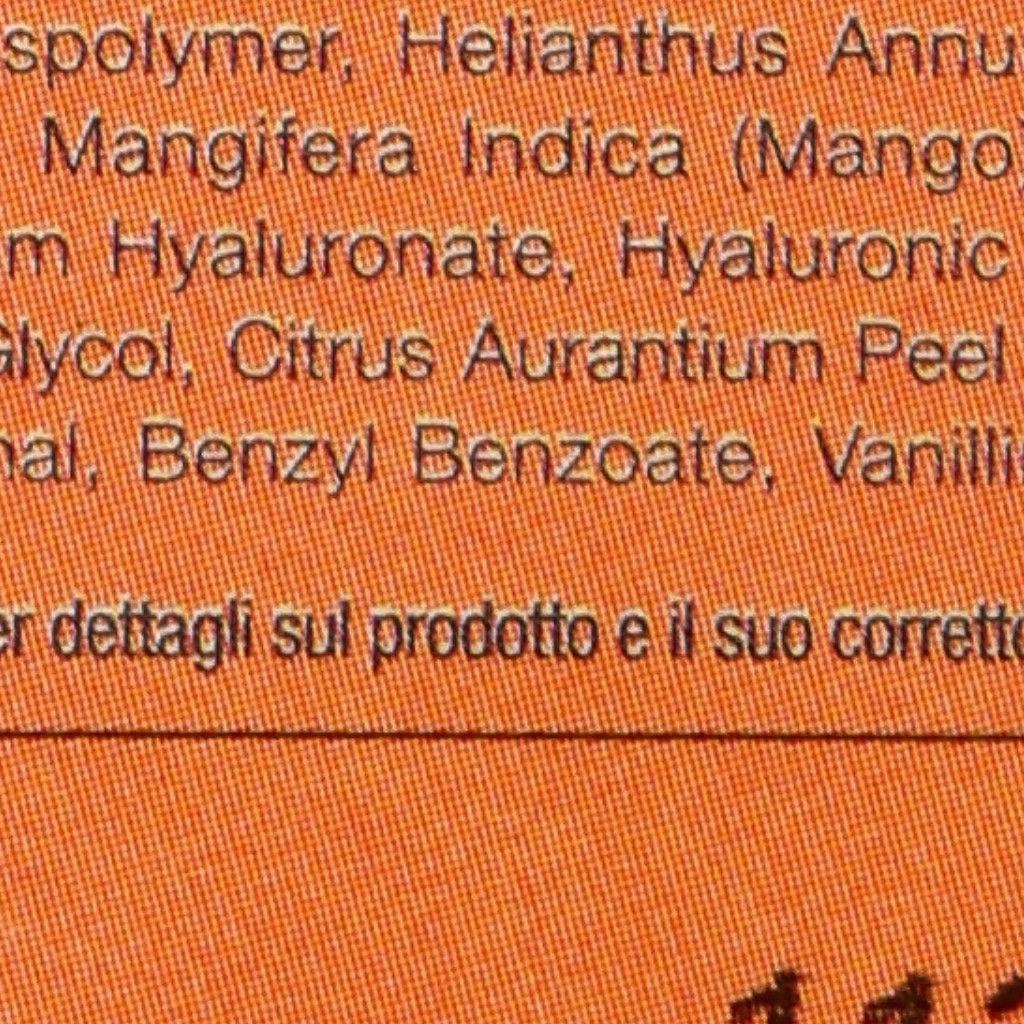 spolymer, Helianthus Annu
Mangifera Indica (Mango)
m Hyaluronate, Hyaluronic
Glycol, Citrus Aurantium Peel
nal, Benzyl Benzoate, Vanilli
er dettagli sul prodotto e il suo corretto